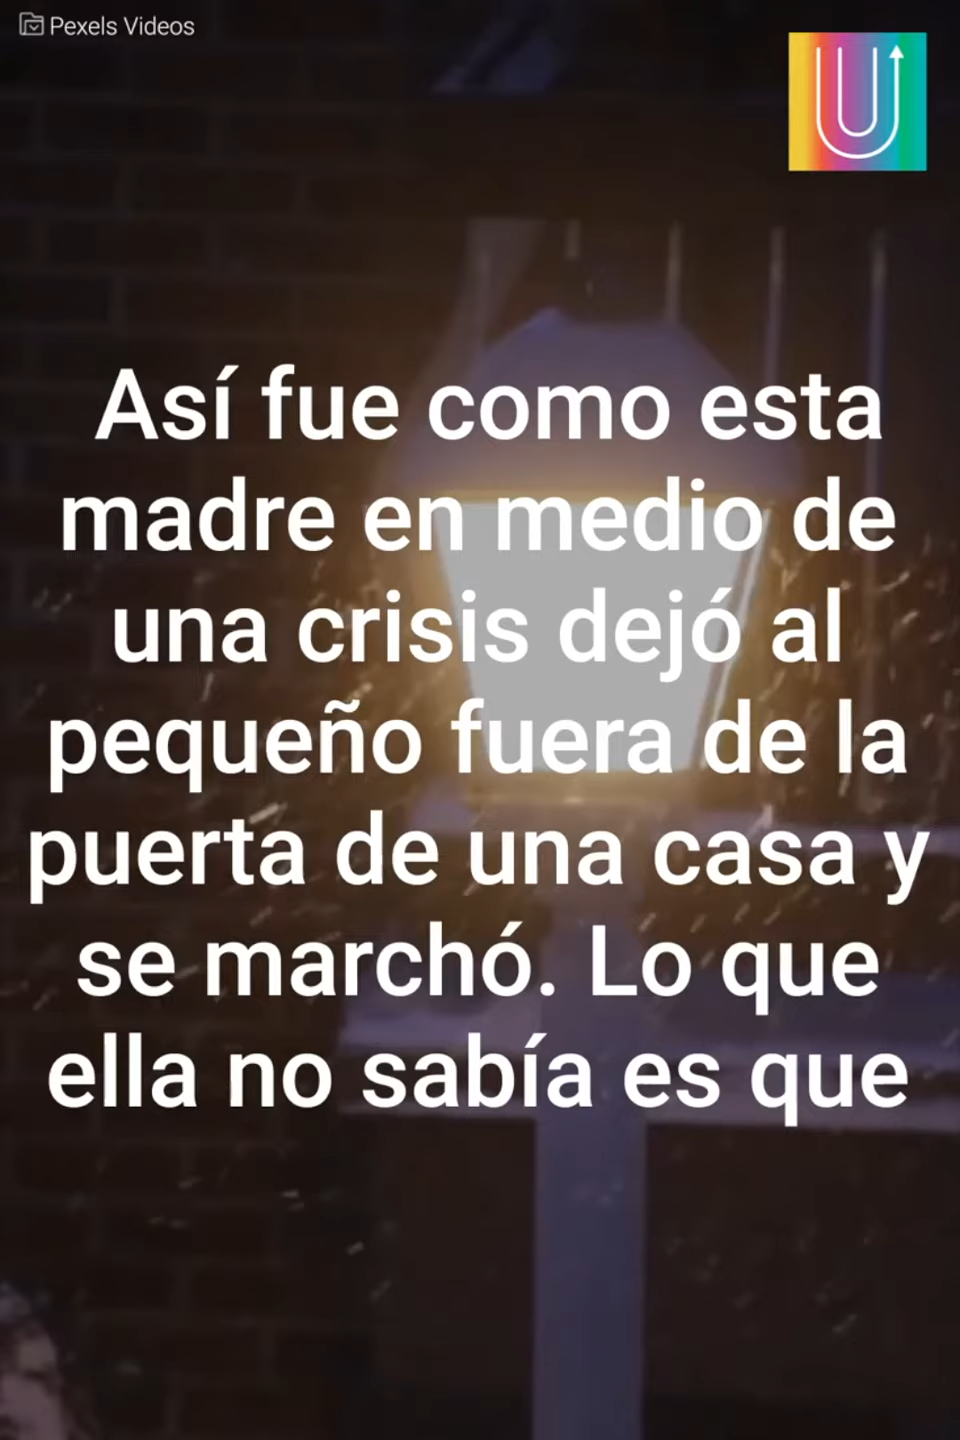 Pexels Videos
U
Así fue como esta
madre en medio de
una crisis dejó al
pequeño fuera de la
puerta de una casa y
se marchó. Lo que
ella no sabía es que